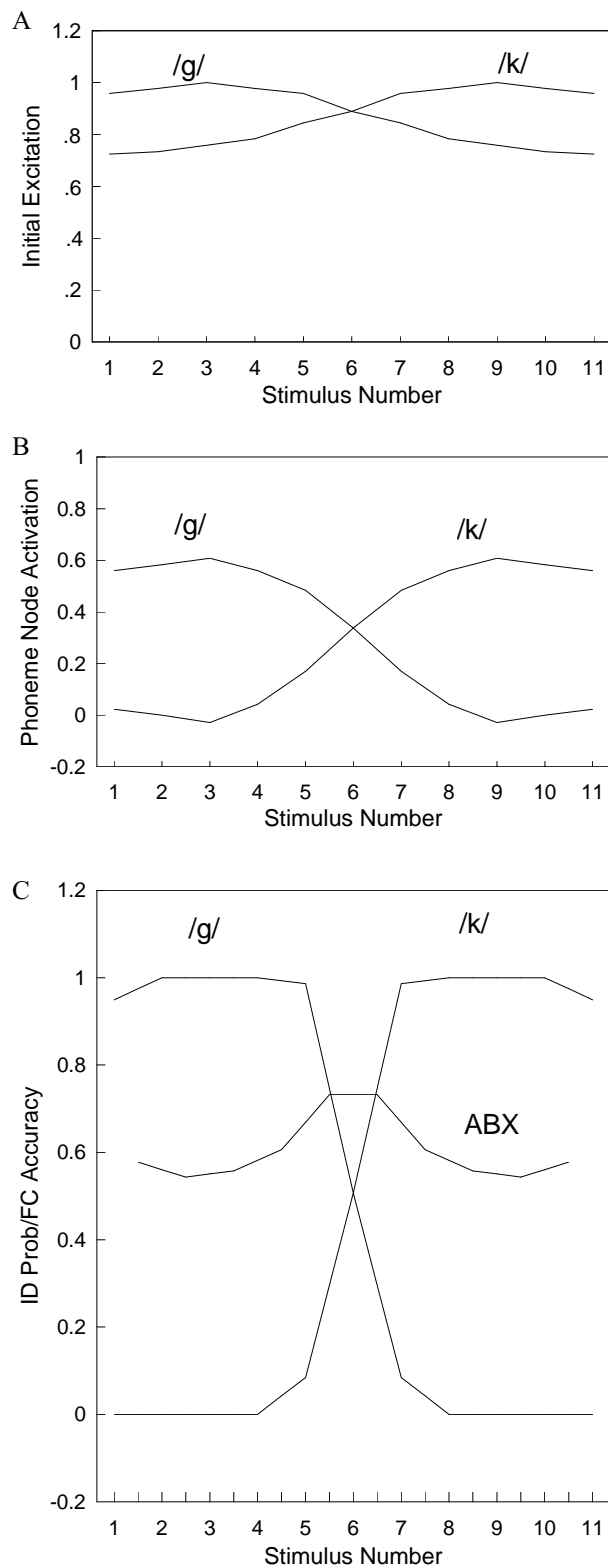 A
1.2
1
0.8
0.6
.4
.2
0
Initial Excitation
/g/ /k/
1 2 3 4 5 6 7 8 9 10 11
Stimulus Number
B
1
0.8
0.6
0.4
0.2
0
-0.2
Phoneme Node Activation
/g/ /k/
1 2 3 4 5 6 7 8 9 10 11
Stimulus Number
C
1.2
1
0.8
0.6
0.4
0.2
0
-0.2
ID Prob/FC Accuracy
/g/ /k/
ABX
1 2 3 4 5 6 7 8 9 10 11
Stimulus Number